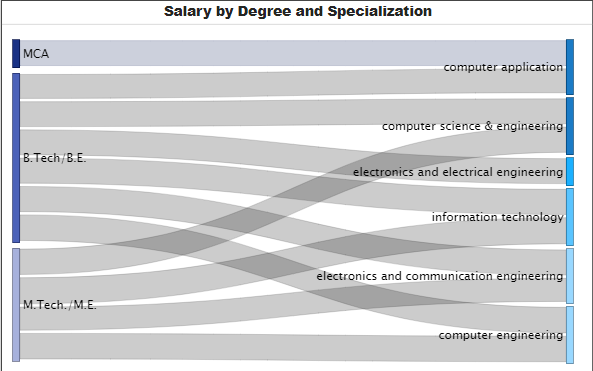 Salary by Degree and Specialization
MCA
computer application
computer science & engineering
B.Tech/B.E.
electronics and electrical engineering
information technology
electronics and communication engineering
M.Tech./M.E.
computer engineering